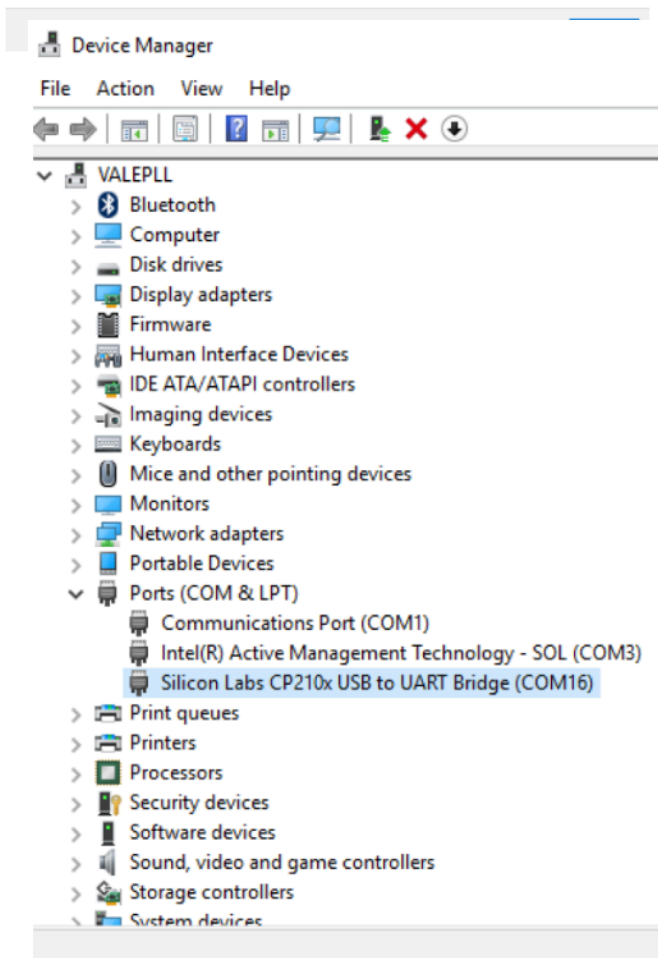 Device Manager
File Action View Help
VALEPLL
Bluetooth
Computer
Disk drives
Display adapters
Firmware
Human Interface Devices
IDE ATA/ATAPI controllers
Imaging devices
Keyboards
Mice and other pointing devices
Monitors
Network adapters
Portable Devices
Ports (COM & LPT)
Communications Port (COM1)
Intel(R) Active Management Technology - SOL (COM3)
Silicon Labs CP210x USB to UART Bridge (COM16)
Print queues
Printers
Processors
Security devices
Software devices
Sound, video and game controllers
Storage controllers
System devices